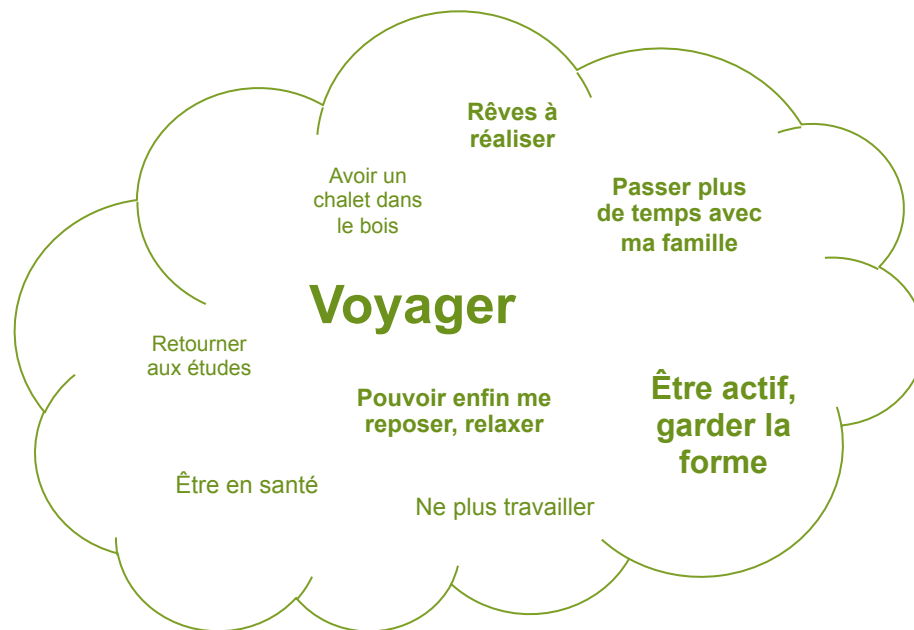 Rêves à
réaliser
Avoir un
chalet dans
le bois
Passer plus
de temps avec
ma famille
Voyager
Retourner
aux études
Pouvoir enfin me
reposer, relaxer
Être actif,
garder la
forme
Être en santé
Ne plus travailler